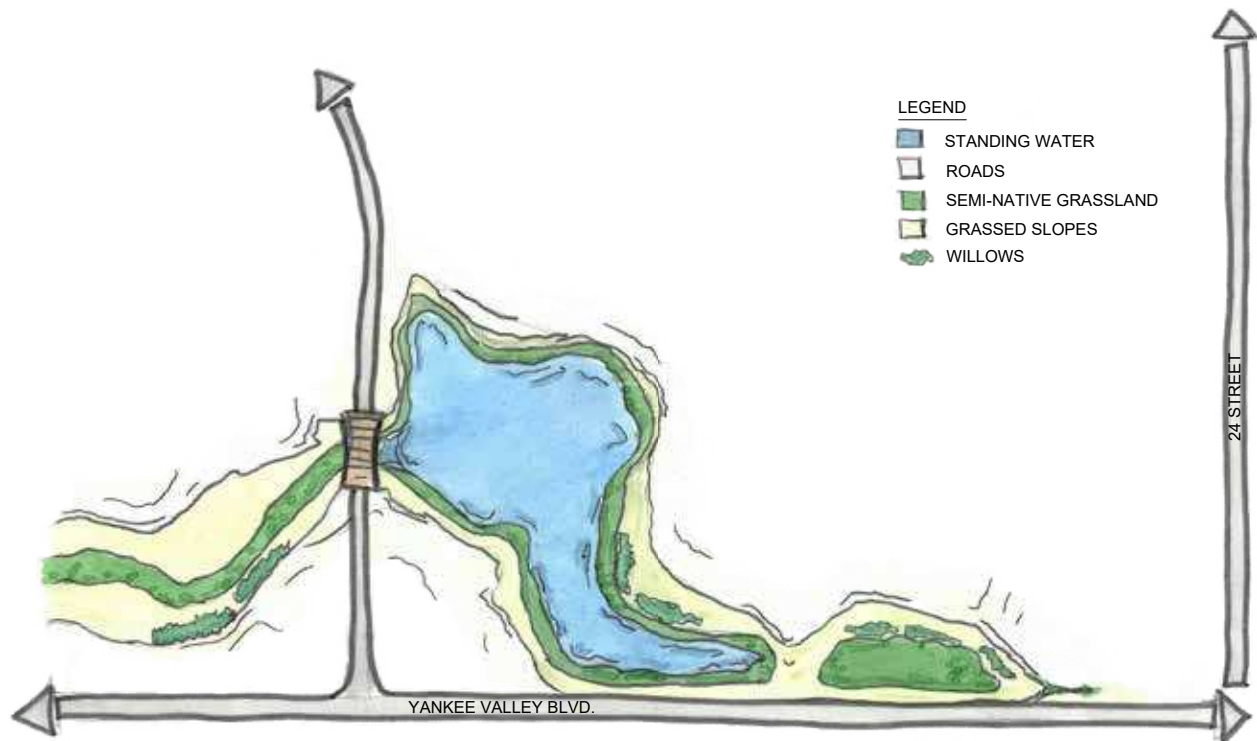 LEGEND
STANDING WATER
ROADS
SEMI-NATIVE GRASSLAND
GRASSED SLOPES
WILLOWS
24 STREET
YANKEE VALLEY BLVD.